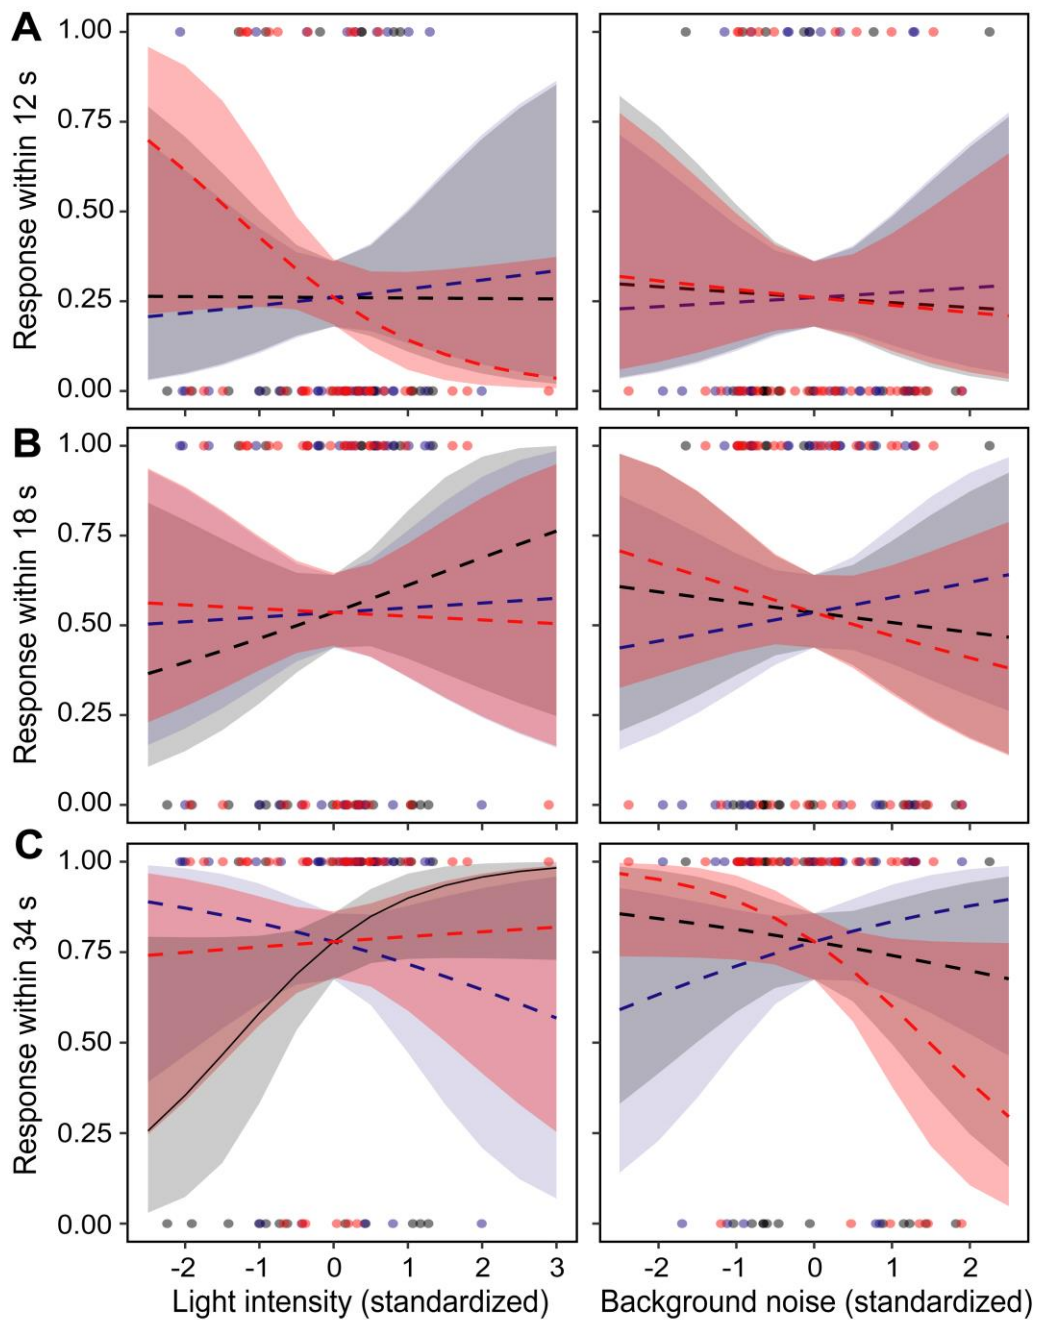 A
Response within 12 s
1.00
0.75
0.50
0.25
0.00
B
Response within 18 s
1.00
0.75
0.50
0.25
0.00
C
Response within 34 s
1.00
0.75
0.50
0.25
0.00
-2 -1 0 1 2 3
-2 -1 0 1 2
Light intensity (standardized)
Background noise (standardized)